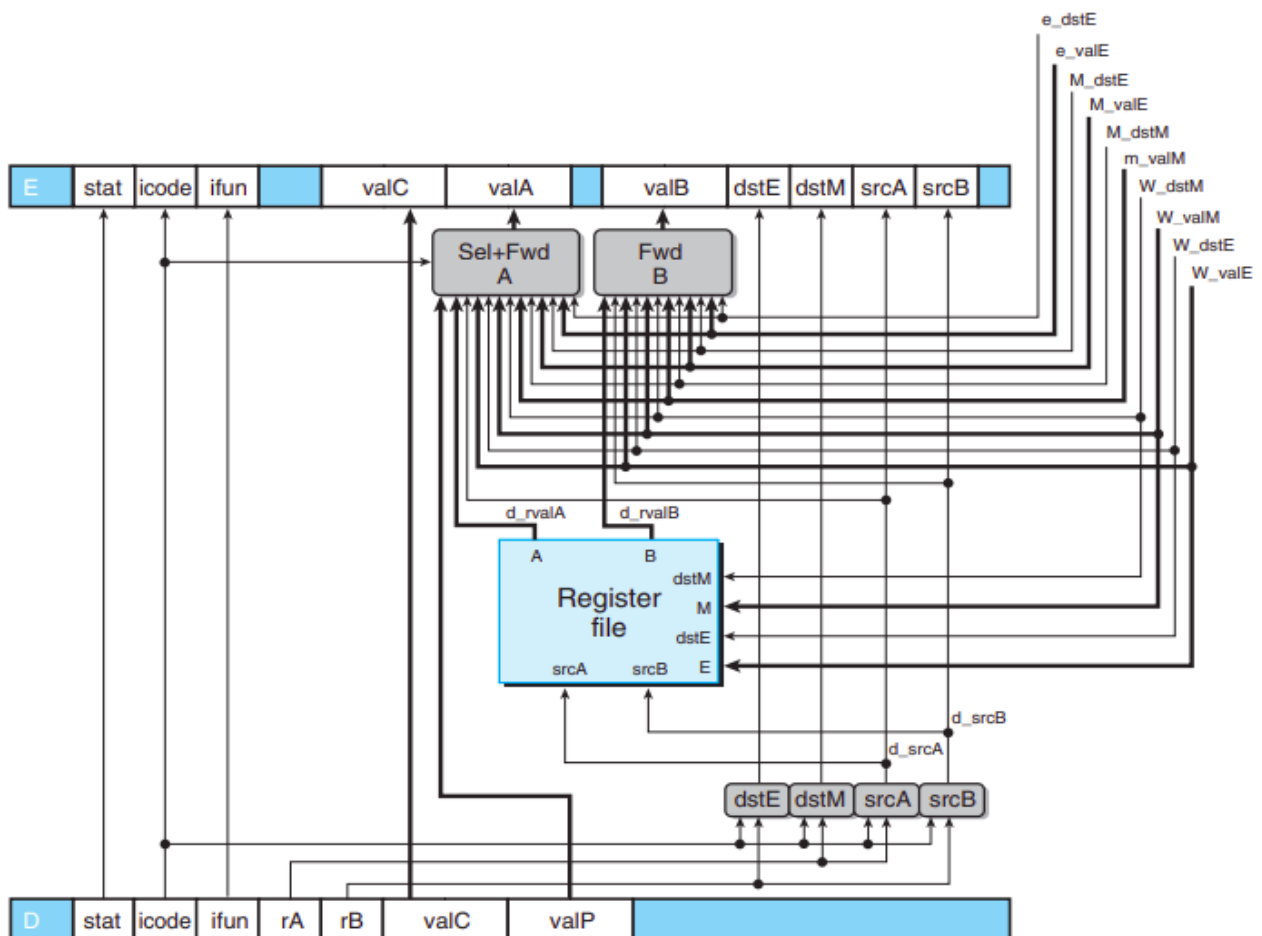 e_dstE
e_valE
M_dstE
M_valE
M_dstM
m_valM
W_dstM
W_valM
W_dstE
W_valE
E stat icode ifun valC valA valB dstE dstM srcA srcB
Sel+Fwd
A
Fwd
B
d_rvalA
d_rvalB
A
B
dstM
M
dstE
E
Register
file
srcA
srcB
d_srcB
d_srcA
dstE dstM srcA srcB
D stat icode ifun rA rB valC valP